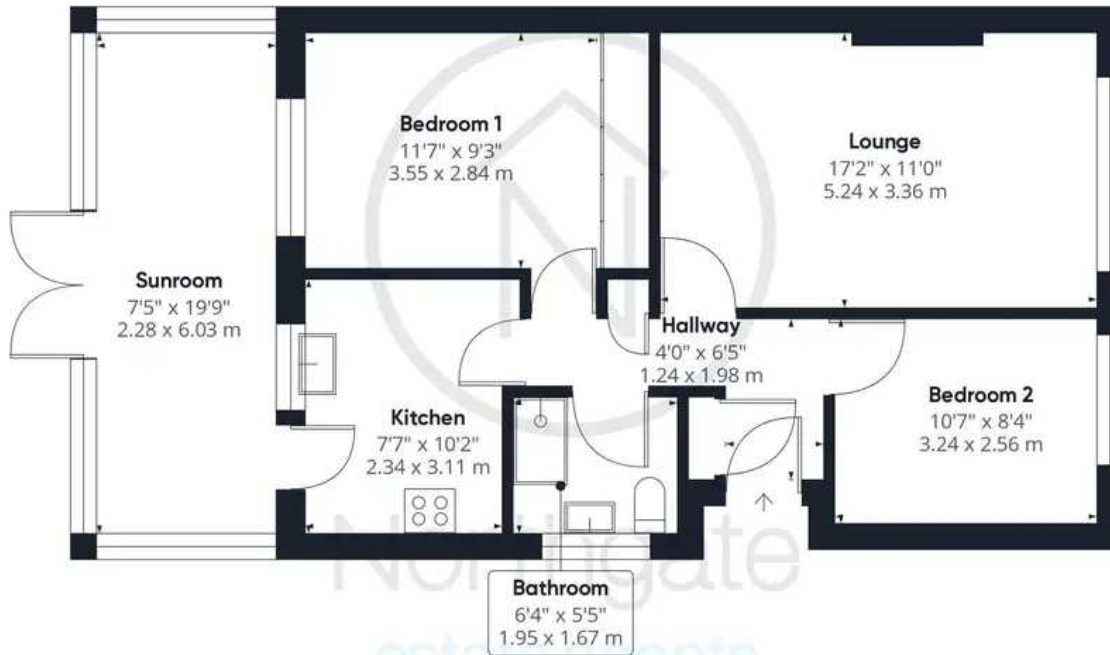 Bedroom 1
11'7" x 9'3"
3.55 x 2.84 m
Lounge
17'2" x 11'0"
5.24 x 3.36 m
Sunroom
7'5" x 19'9"
2.28 x 6.03 m
Hallway
4'0" x 6'5"
1.24 x 1.98 m
Kitchen
7'7" x 10'2"
2.34 x 3.11 m
Bedroom 2
10'7" x 8'4"
3.24 x 2.56 m
Northgate
Bathroom
6'4" x 5'5"
1.95 x 1.67 m